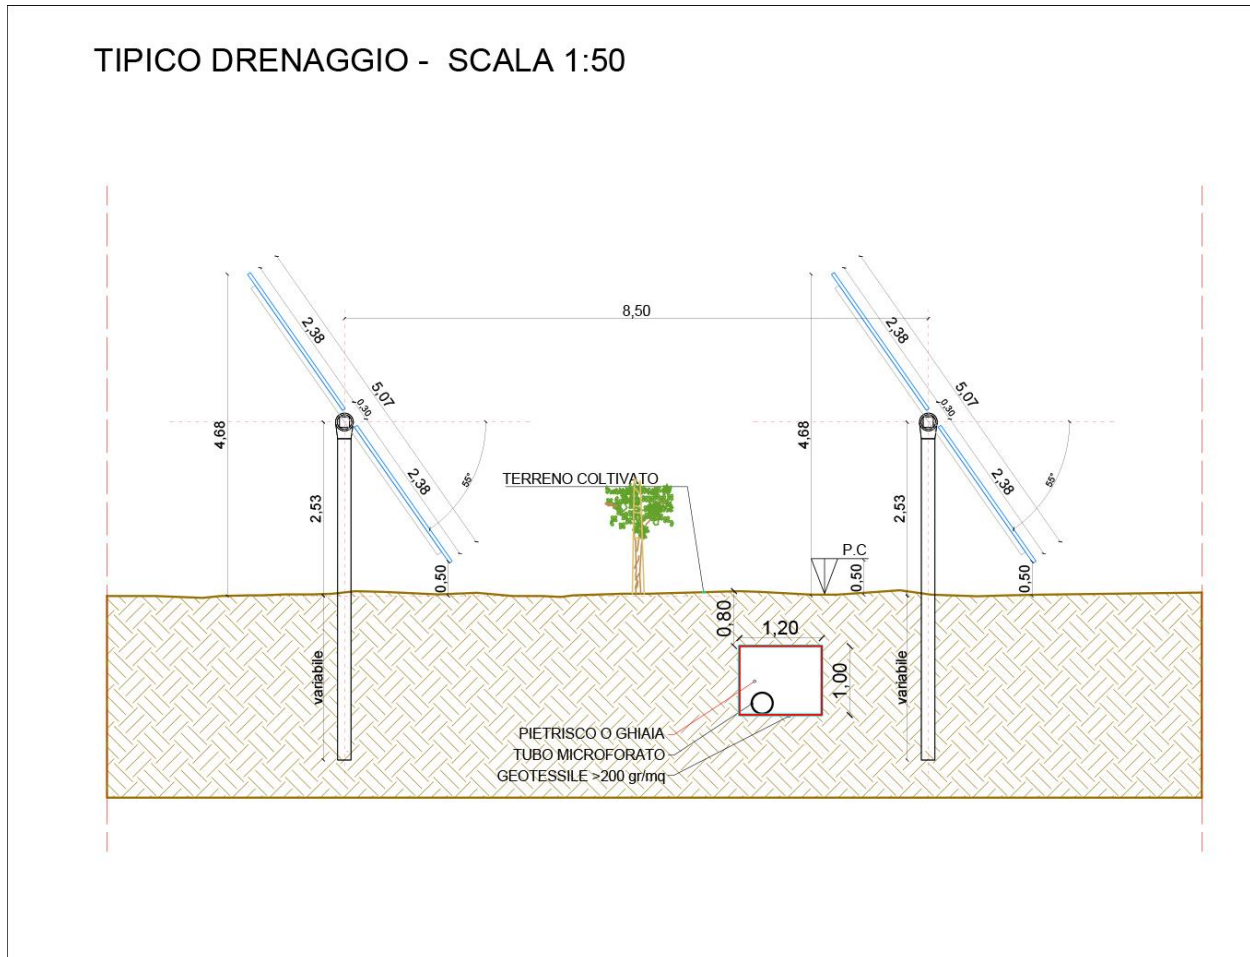 TIPICO DRENAGGIO - SCALA 1:50
8,50
2,38
5,07
0,30
4,68
2,38
55°
2,53
0,50
variabile
2,38
5,07
0,30
4,68
2,38
55°
2,53
0,50
variabile
TERRENO COLTIVATO
P.C
0,50
0,80
1,20
1,00
PIETRISCO O GHIAIA
TUBO MICROFORATO
GEOTESSILE >200 gr/mq